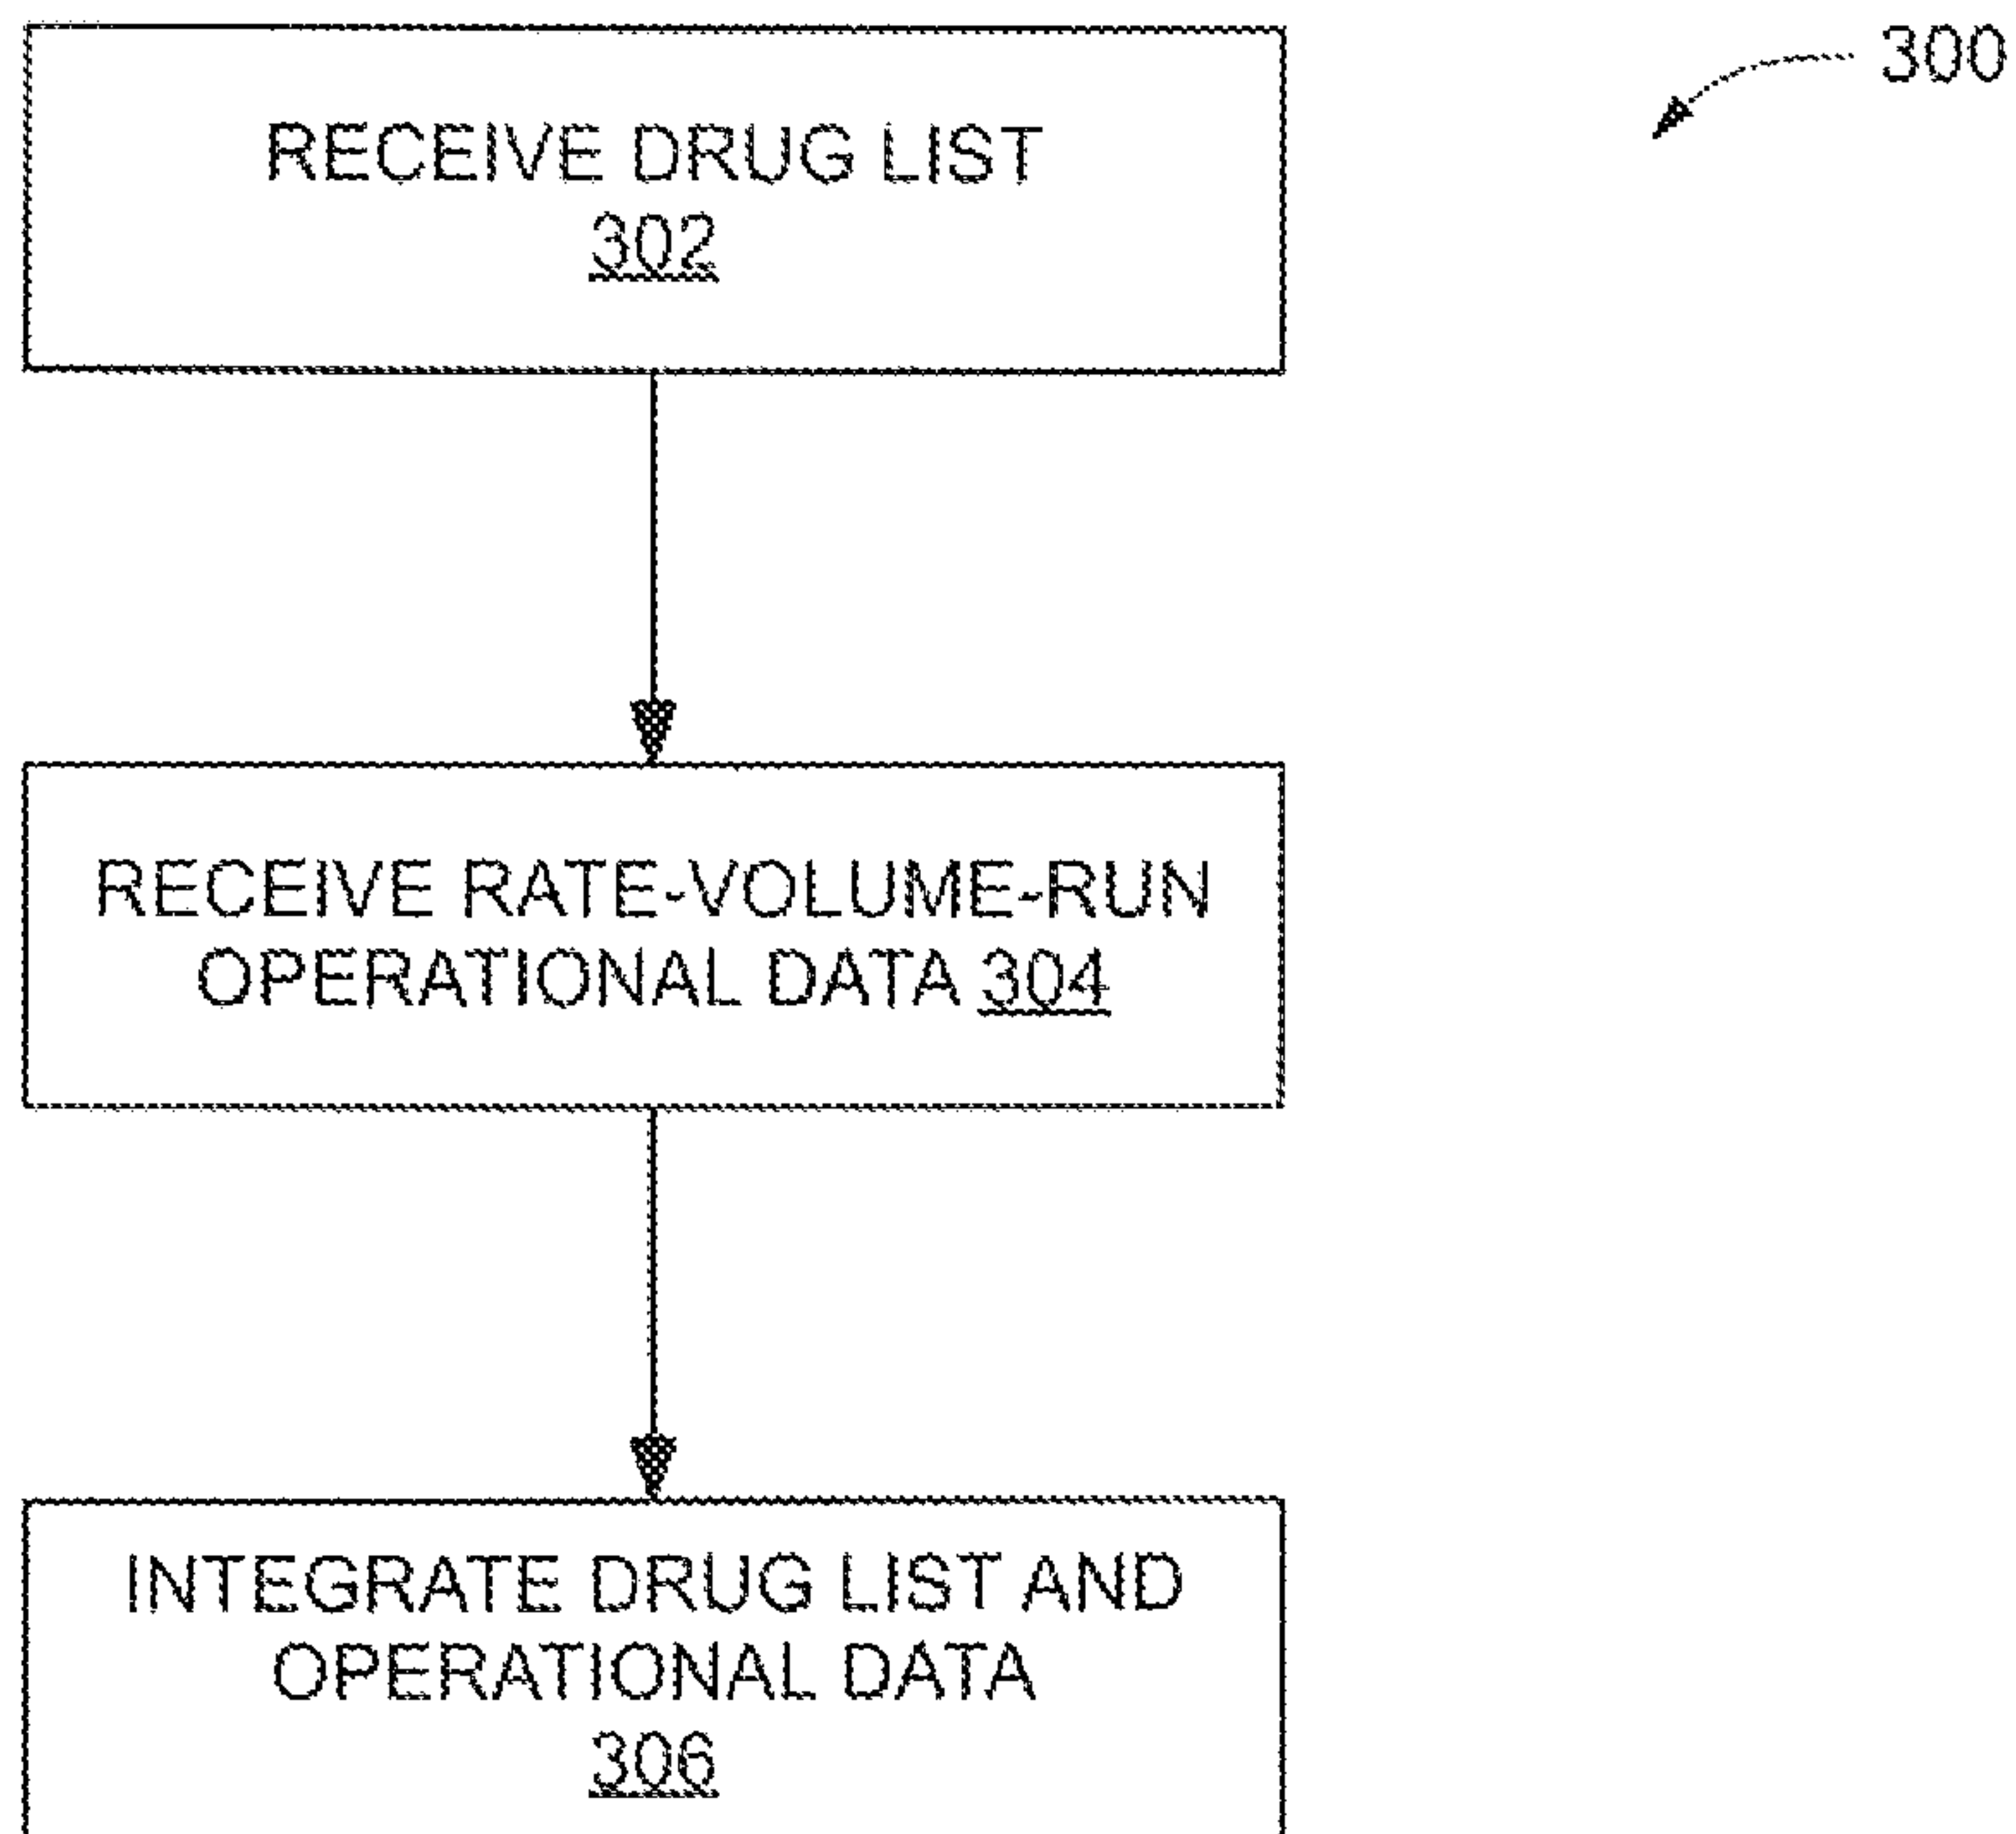 300
RECEIVE DRUG LIST
302
RECEIVE RATE-VOLUME-RUN
OPERATIONAL DATA 304
INTEGRATE DRUG LIST AND
OPERATIONAL DATA
306